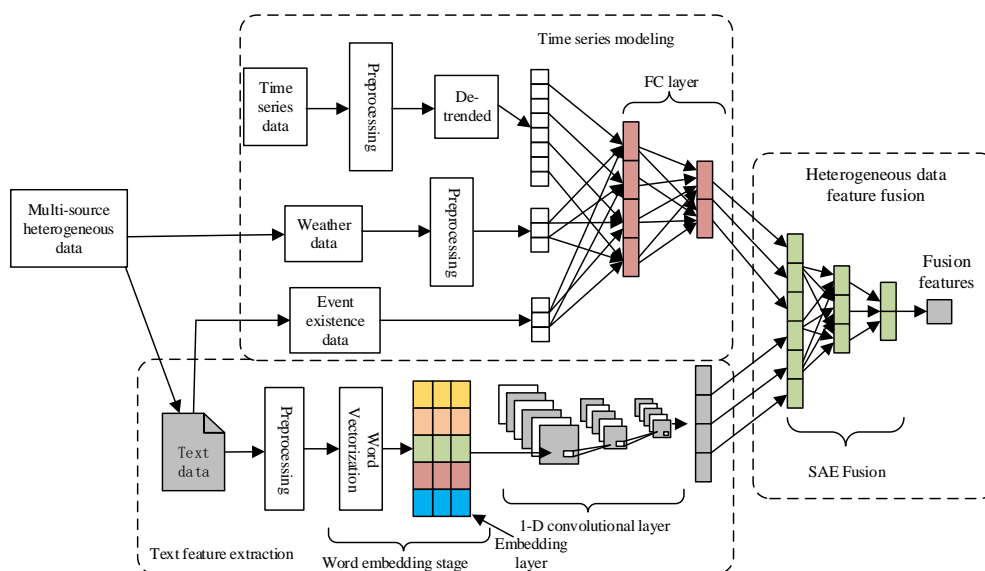 Time series modeling
Time
series
data
Preprocessing
De-
trended
FC layer
Multi-source
heterogeneous
data
Weather
data
Preprocessing
Event
existence
data
Heterogeneous data
feature fusion
Fusion
features
SAE Fusion
Text
data
Preprocessing
Word
Vectorization
1-D convolutional layer
Embedding
layer
Text feature extraction
Word embedding stage